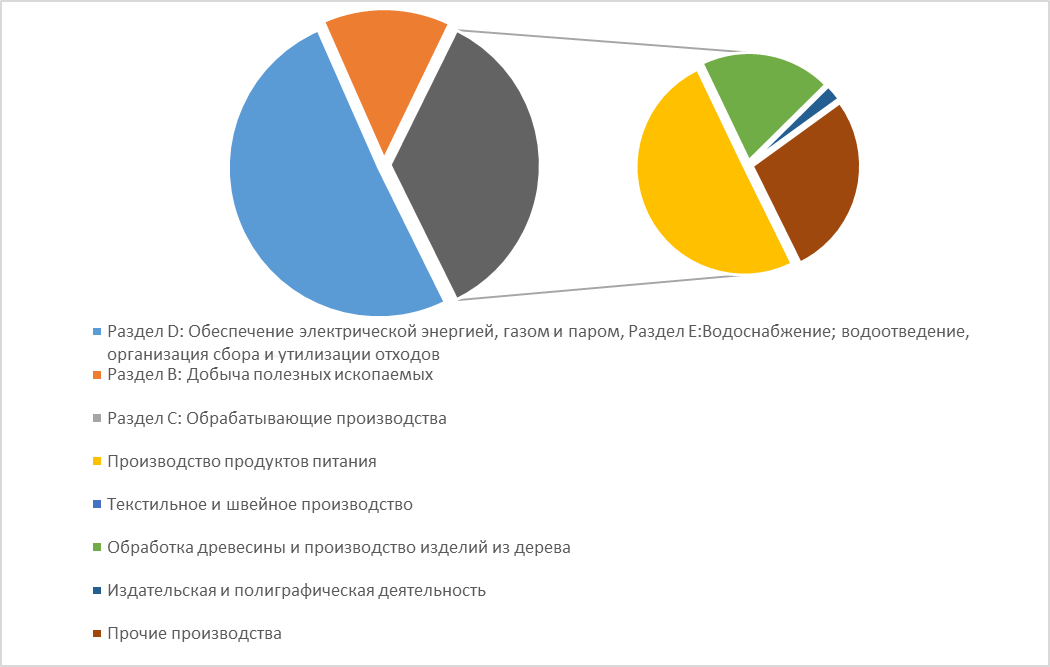 Раздел D: Обеспечение электрической энергией, газом и паром, Раздел Е:Водоснабжение; водоотведение,
организация сбора и утилизации отходов
Раздел В: Добыча полезных ископаемых
Раздел С: Обрабатывающие производства
Производство продуктов питания
Текстильное и швейное производство
Обработка древесины и производство изделий из дерева
Издательская и полиграфическая деятельность
Прочие производства